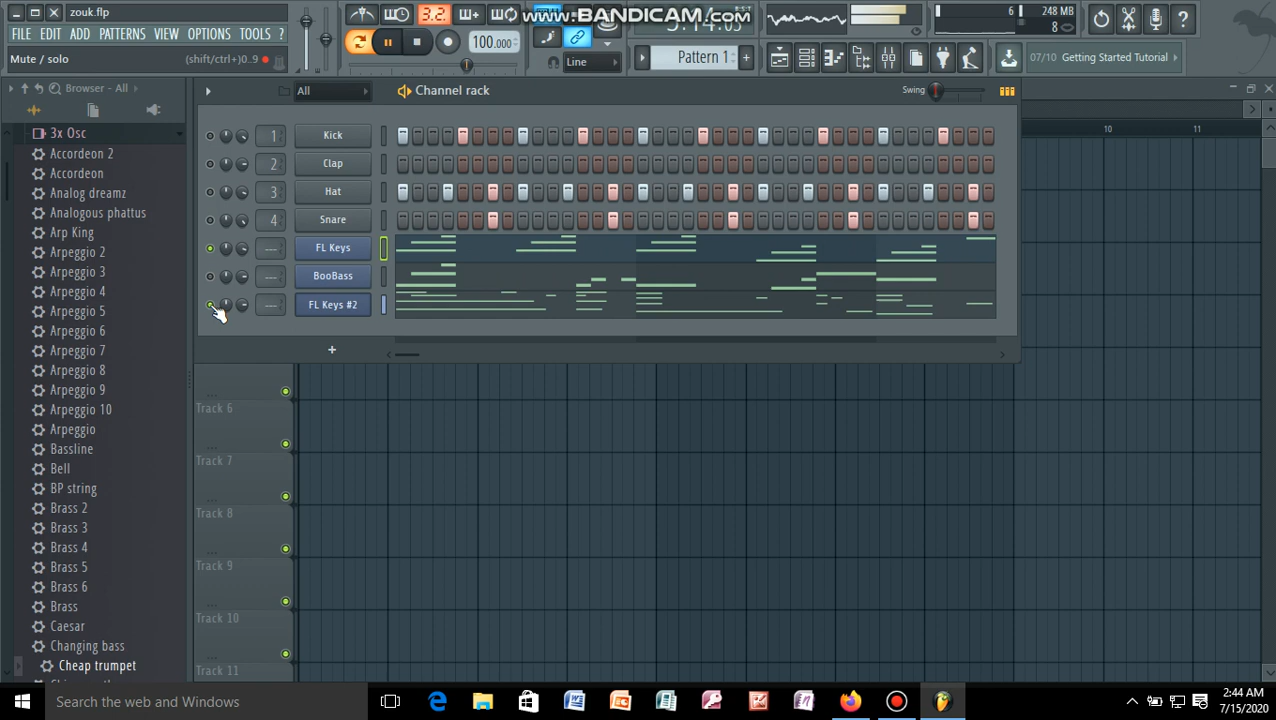 zouk.flp
www.BANDICAM.com
3.2
6
248 MB
8
FILE EDIT ADD PATTERNS VIEW OPTIONS TOOLS ?
100.000
Mute / solo
(shift/ctrl+)0..9
Line
Pattern 1
07/10 Getting Started Tutorial
Browser - All
All
Channel rack
Swing
3x Osc
Accordeon 2
Accordeon
Analog dreamz
Analogous phattus
Arp King
Arpeggio 2
Arpeggio 3
Arpeggio 4
Arpeggio 5
Arpeggio 6
Arpeggio 7
Arpeggio 8
Arpeggio 9
Arpeggio 10
Arpeggio
Bassline
Bell
BP string
Brass 2
Brass 3
Brass 4
Brass 5
Brass 6
Brass
Caesar
Changing bass
Cheap trumpet
1 Kick
2 Clap
3 Hat
4 Snare
--- FL Keys
--- BooBass
--- FL Keys #2
+
10
11
Track 6
Track 7
Track 8
Track 9
Track 10
Track 11
Search the web and Windows
2:44 AM
7/15/2020